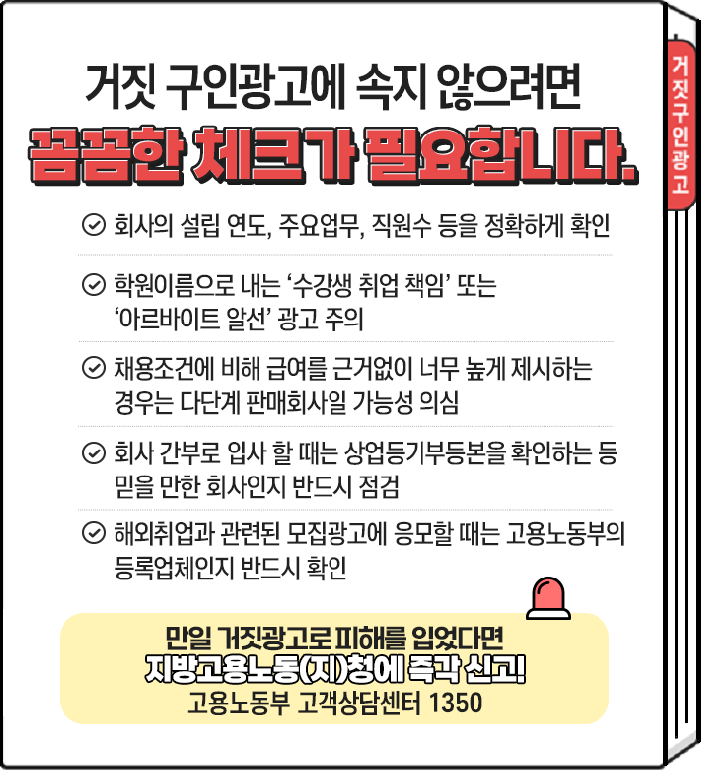 거짓 구인광고에 속지 않으려면
꼼꼼한 체크가 필요합니다.
거짓구인광고
회사의 설립 연도, 주요업무, 직원수 등을 정확하게 확인
학원이름으로 내는 ‘수강생 취업 책임’ 또는
‘아르바이트 알선’ 광고 주의
채용조건에 비해 급여를 근거없이 너무 높게 제시하는
경우는 다단계 판매회사일 가능성 의심
회사 간부로 입사 할 때는 상업등기부등본을 확인하는 등
믿을 만한 회사인지 반드시 점검
해외취업과 관련된 모집광고에 응모할 때는 고용노동부의
등록업체인지 반드시 확인
만일 거짓광고로 피해를 입었다면
지방고용노동(지)청에 즉각 신고!
고용노동부 고객상담센터 1350